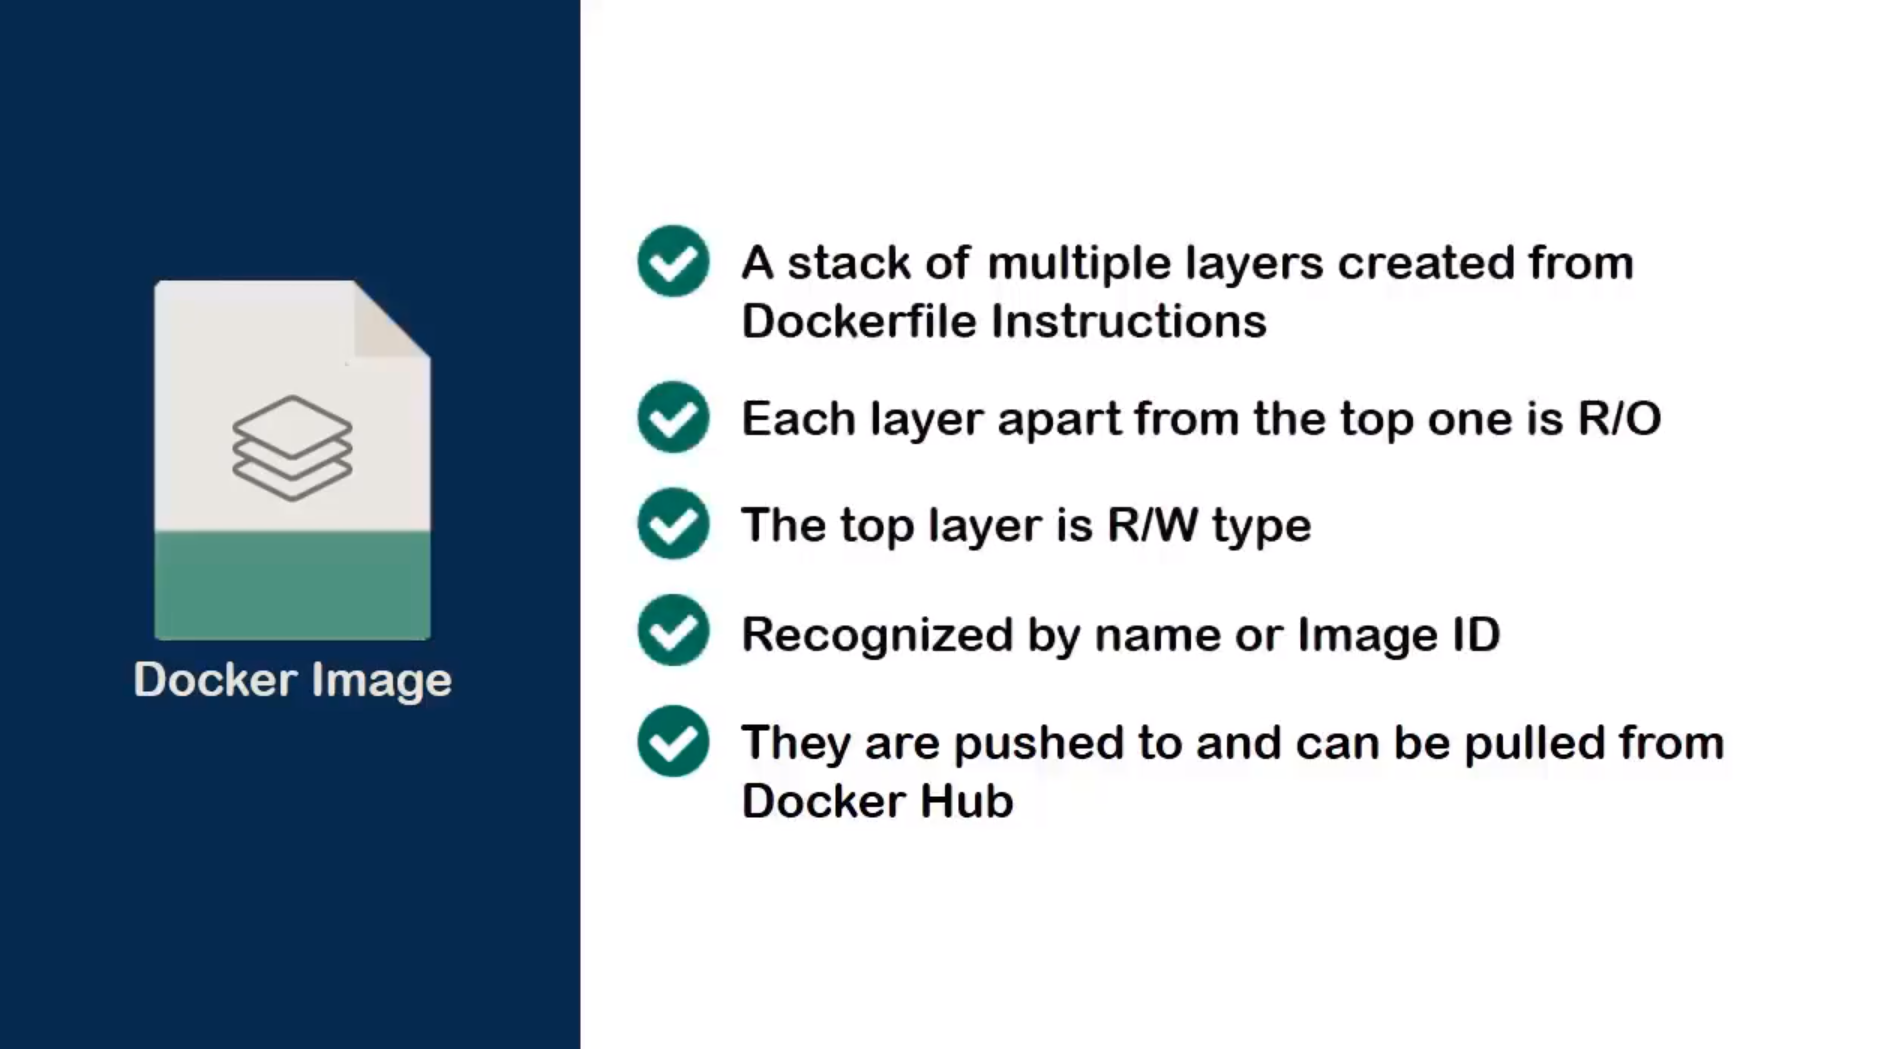 Docker Image
A stack of multiple layers created from
Dockerfile Instructions
Each layer apart from the top one is R/O
The top layer is R/W type
Recognized by name or Image ID
They are pushed to and can be pulled from
Docker Hub